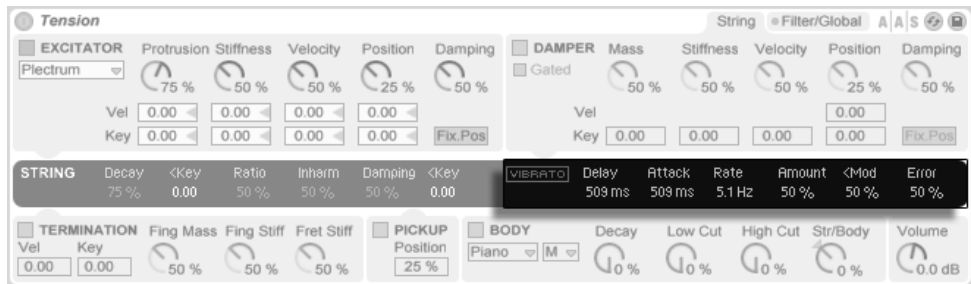 Tension String Filter/Global A A S
EXCITATOR Protrusion Stiffness Velocity Position Damping
Plectrum 75 % 50 % 50 % 25 % 50 %
Vel 0.00 0.00 0.00 0.00
Key 0.00 0.00 0.00 0.00 Fix.Pos
DAMPER Mass Stiffness Velocity Position Damping
Gated 50 % 50 % 50 % 25 % 50 %
Vel 0.00
Key 0.00 0.00 0.00 0.00 Fix.Pos
STRING Decay <Key Ratio Inharm Damping <Key
75 % 0.00 50 % 50 % 50 % 0.00
VIBRATO Delay Attack Rate Amount <Mod Error
509 ms 509 ms 5.1 Hz 50 % 50 % 50 %
TERMINATION Fing Mass Fing Stiff Fret Stiff
Vel Key
0.00 0.00 50 % 50 % 50 %
PICKUP
Position
25 %
BODY Decay Low Cut High Cut Str/Body
Piano M 0 % 0 % 0 % 0 %
Volume
0.0 dB